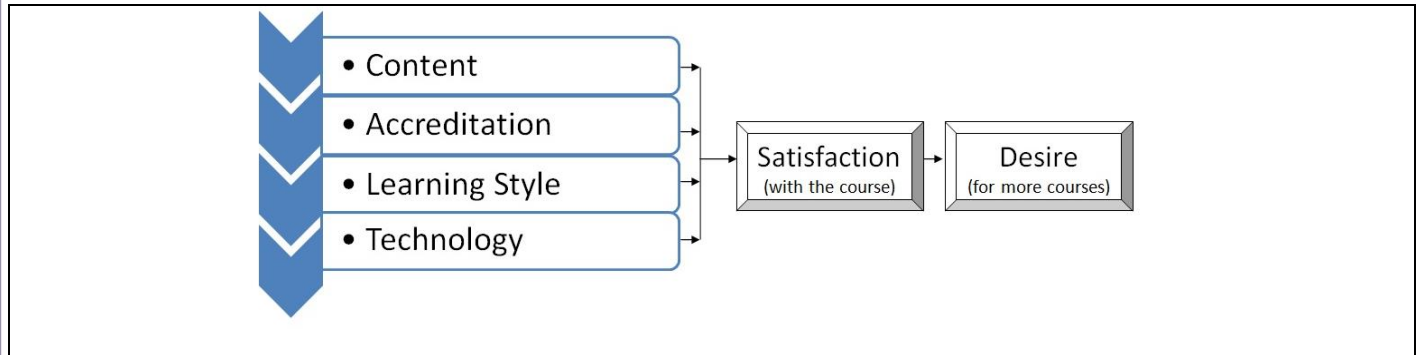 • Content
• Accreditation
• Learning Style
• Technology
Satisfaction
(with the course)
Desire
(for more courses)